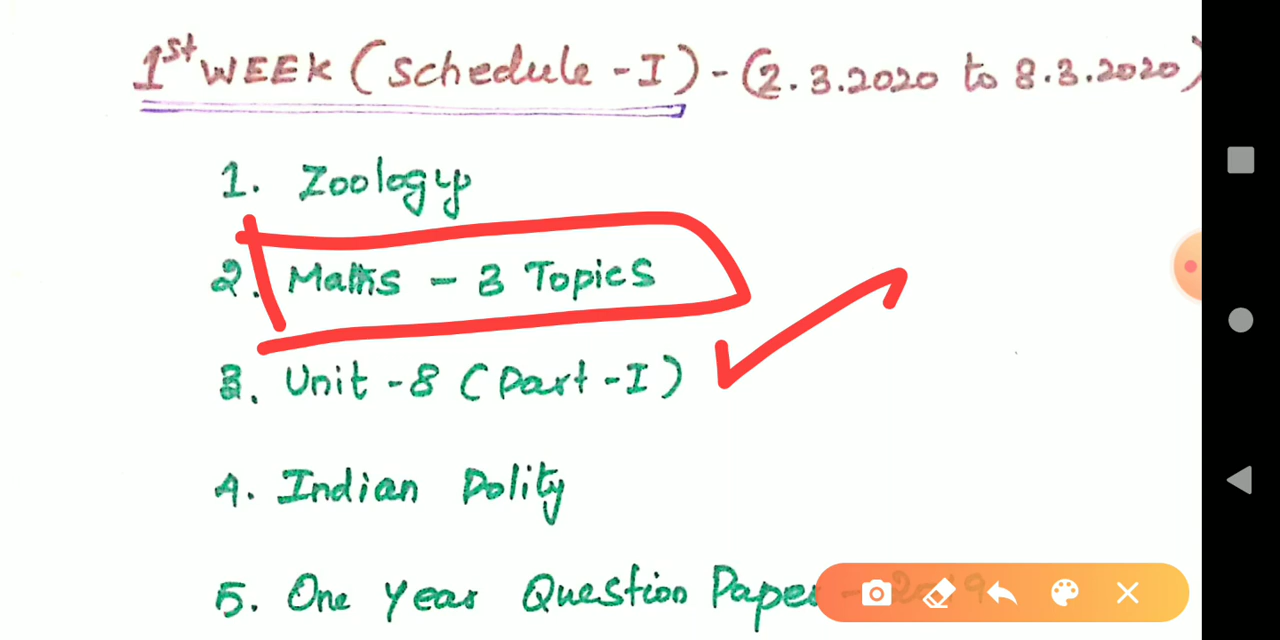 1st WEEK (Schedule - I) - (2.3.2020 to 8.3.2020)
1. Zoology
2. Maths - 3 Topics
3. Unit - 8 (Part - I)
4. Indian Polity
5. One Year Question Paper - 2019